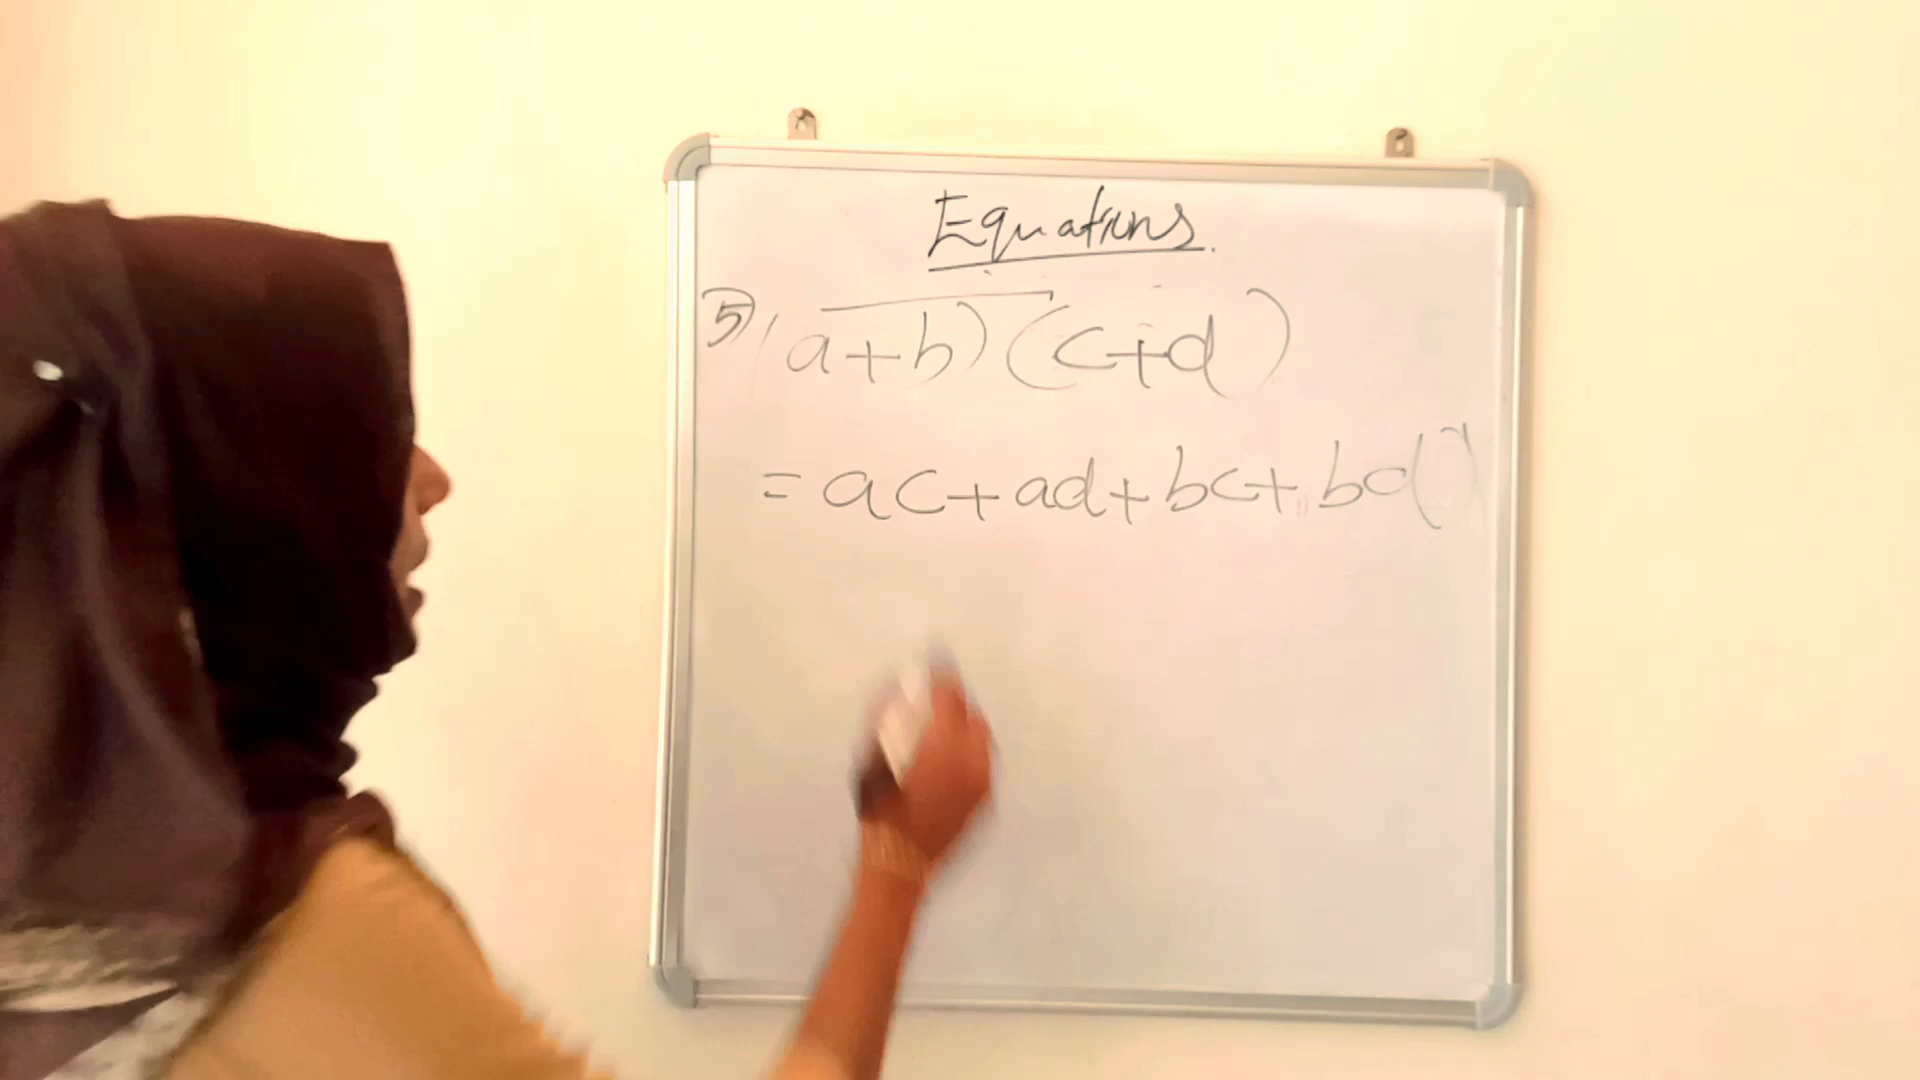 Equations.
5) (a+b)(c+d)
= ac+ad+bc+bd